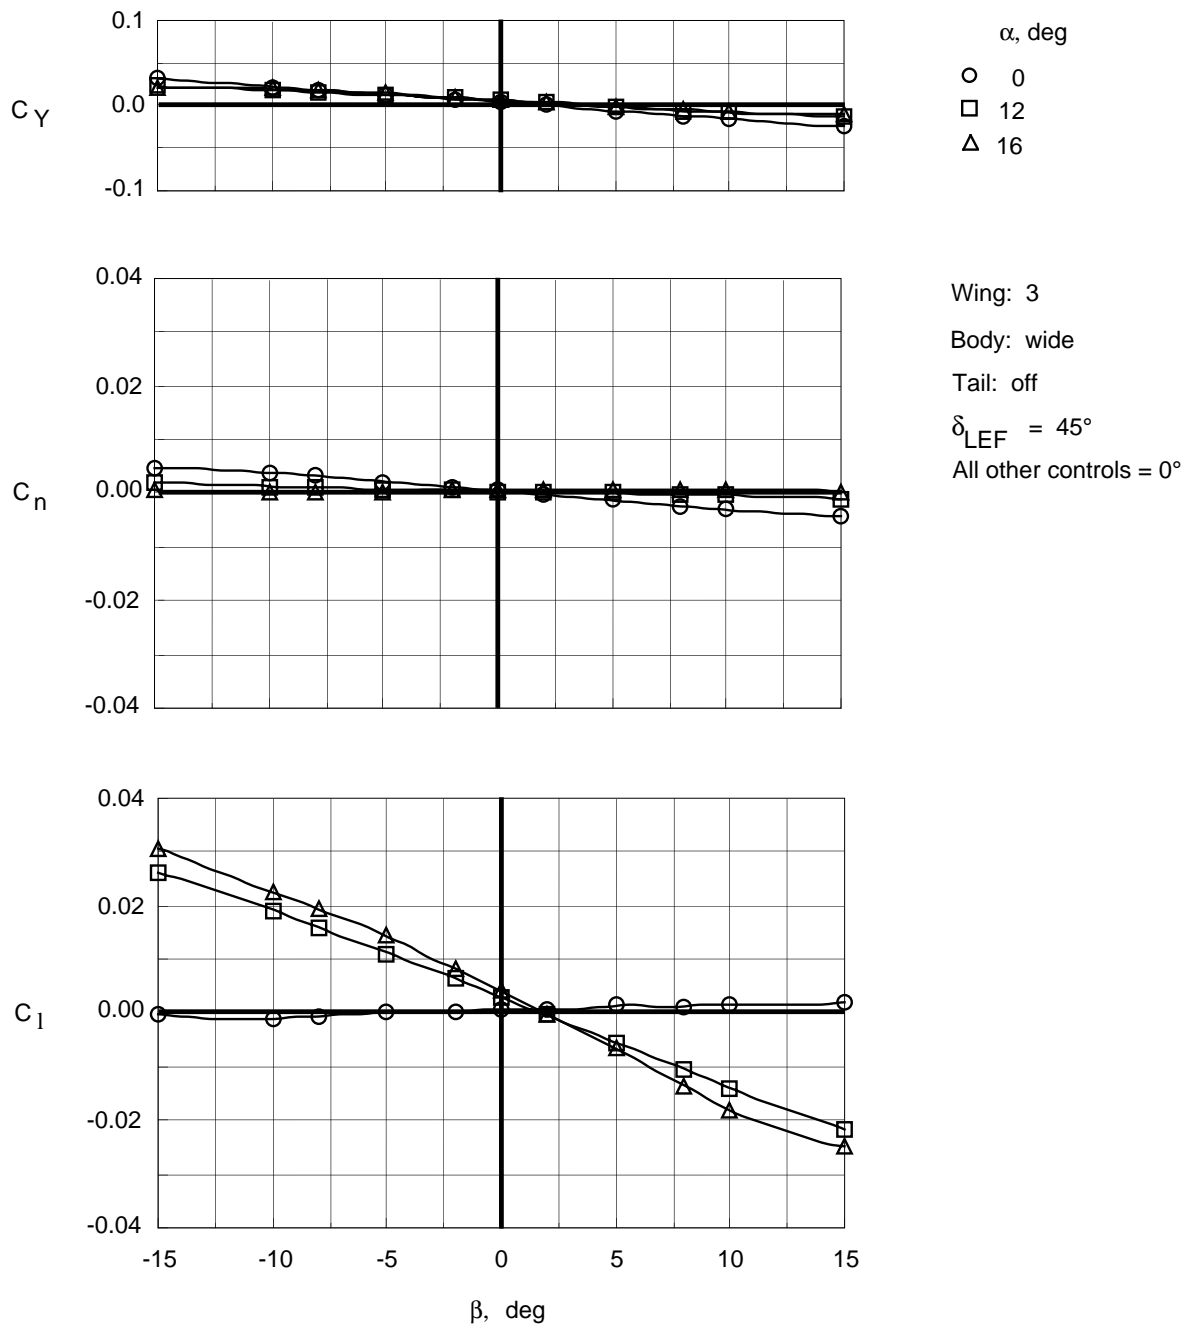 0.1
0.0
-0.1
C Y
α, deg
0
12
16
0.04
0.02
0.00
-0.02
-0.04
C n
Wing: 3
Body: wide
Tail: off
δLEF = 45°
All other controls = 0°
0.04
0.02
0.00
-0.02
-0.04
C l
-15 -10 -5 0 5 10 15
β, deg